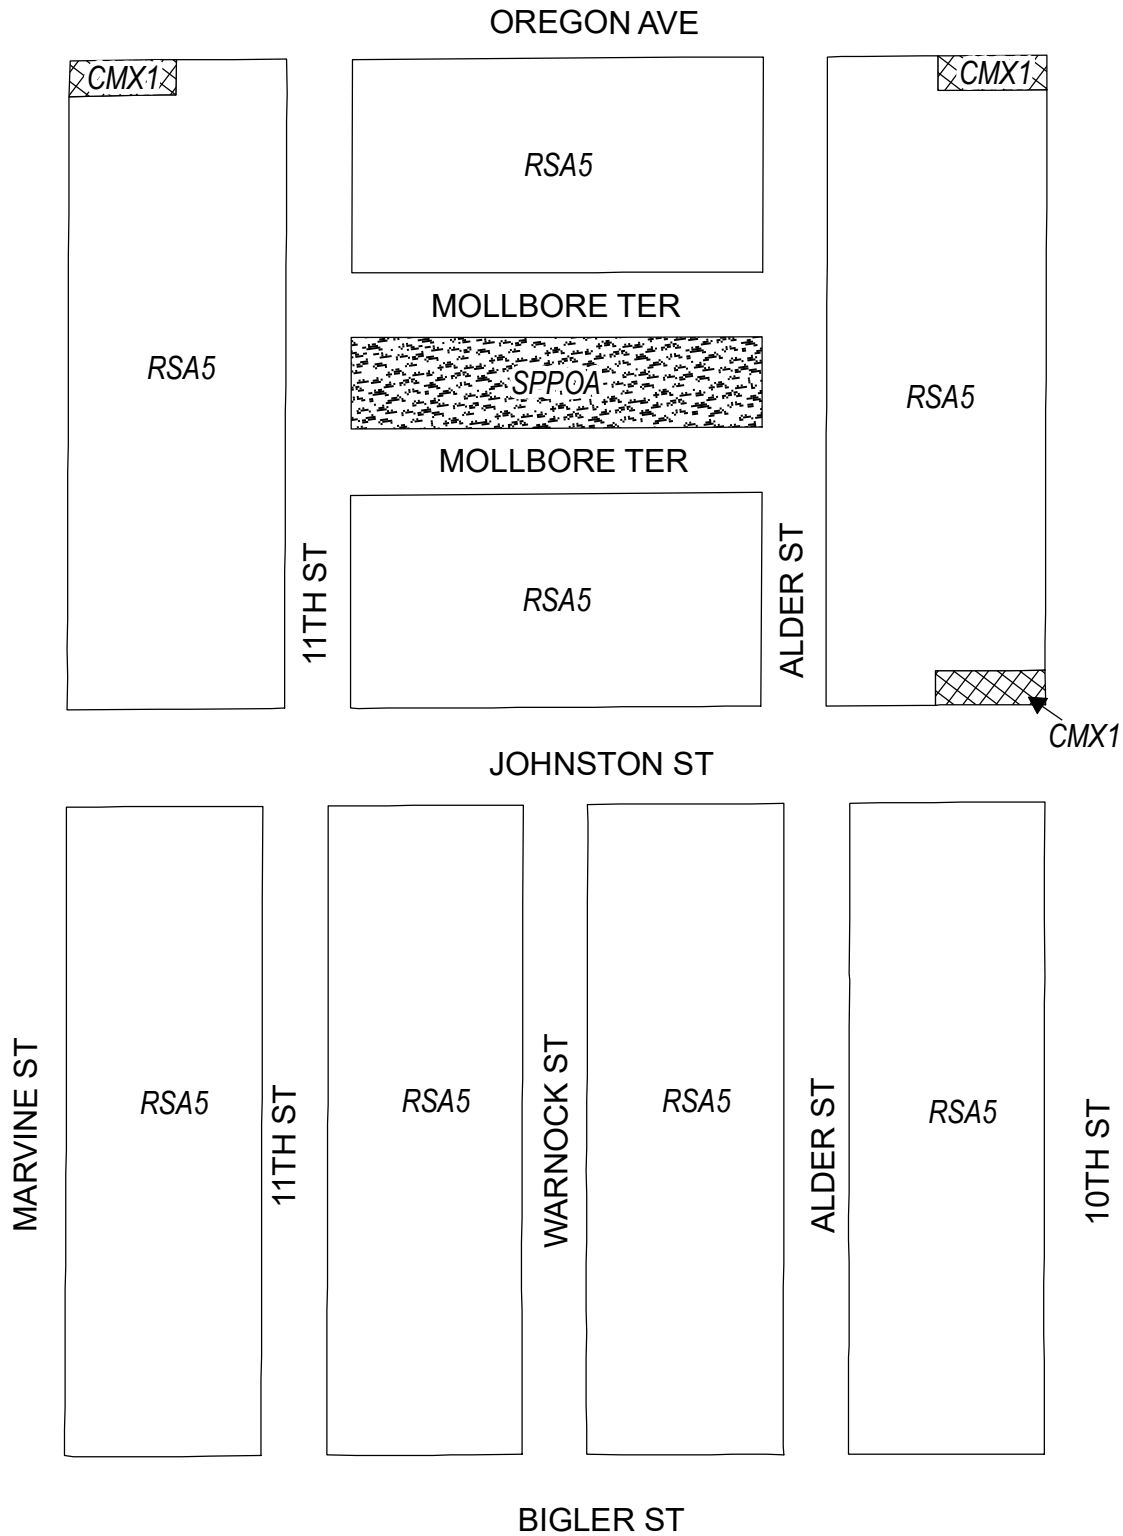 OREGON AVE
CMX1
CMX1
RSA5
MOLLBORE TER
RSA5
SPPOA
RSA5
MOLLBORE TER
11TH ST
RSA5
ALDER ST
CMX1
JOHNSTON ST
MARVINE ST
RSA5
11TH ST
RSA5
WARNOCK ST
RSA5
ALDER ST
RSA5
10TH ST
BIGLER ST